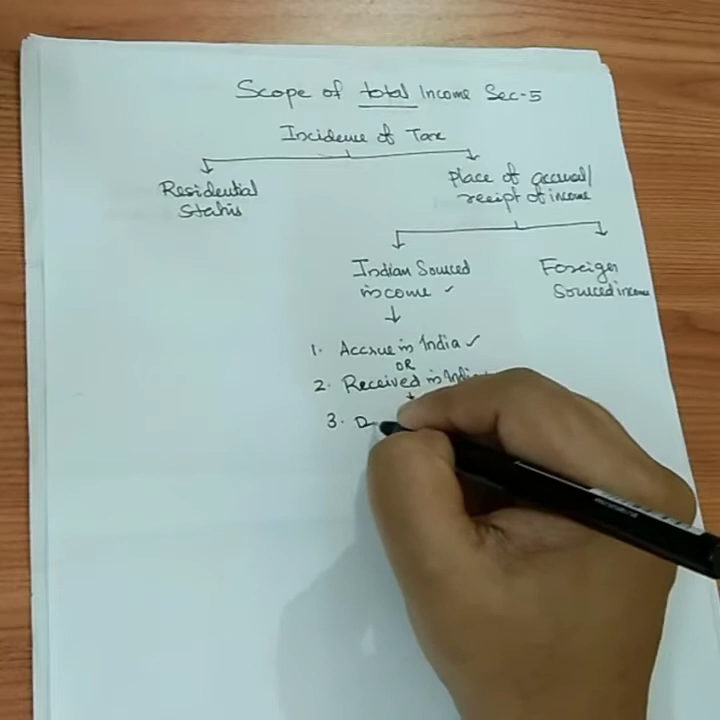 Scope of total Income Sec-5
Incidence of Tax
Residential
Status
Place of accrual/
receipt of income
Indian Sourced
income ✓
Foreign
Sourced income
1. Accrue in India ✓
OR
2. Received in India
3. D